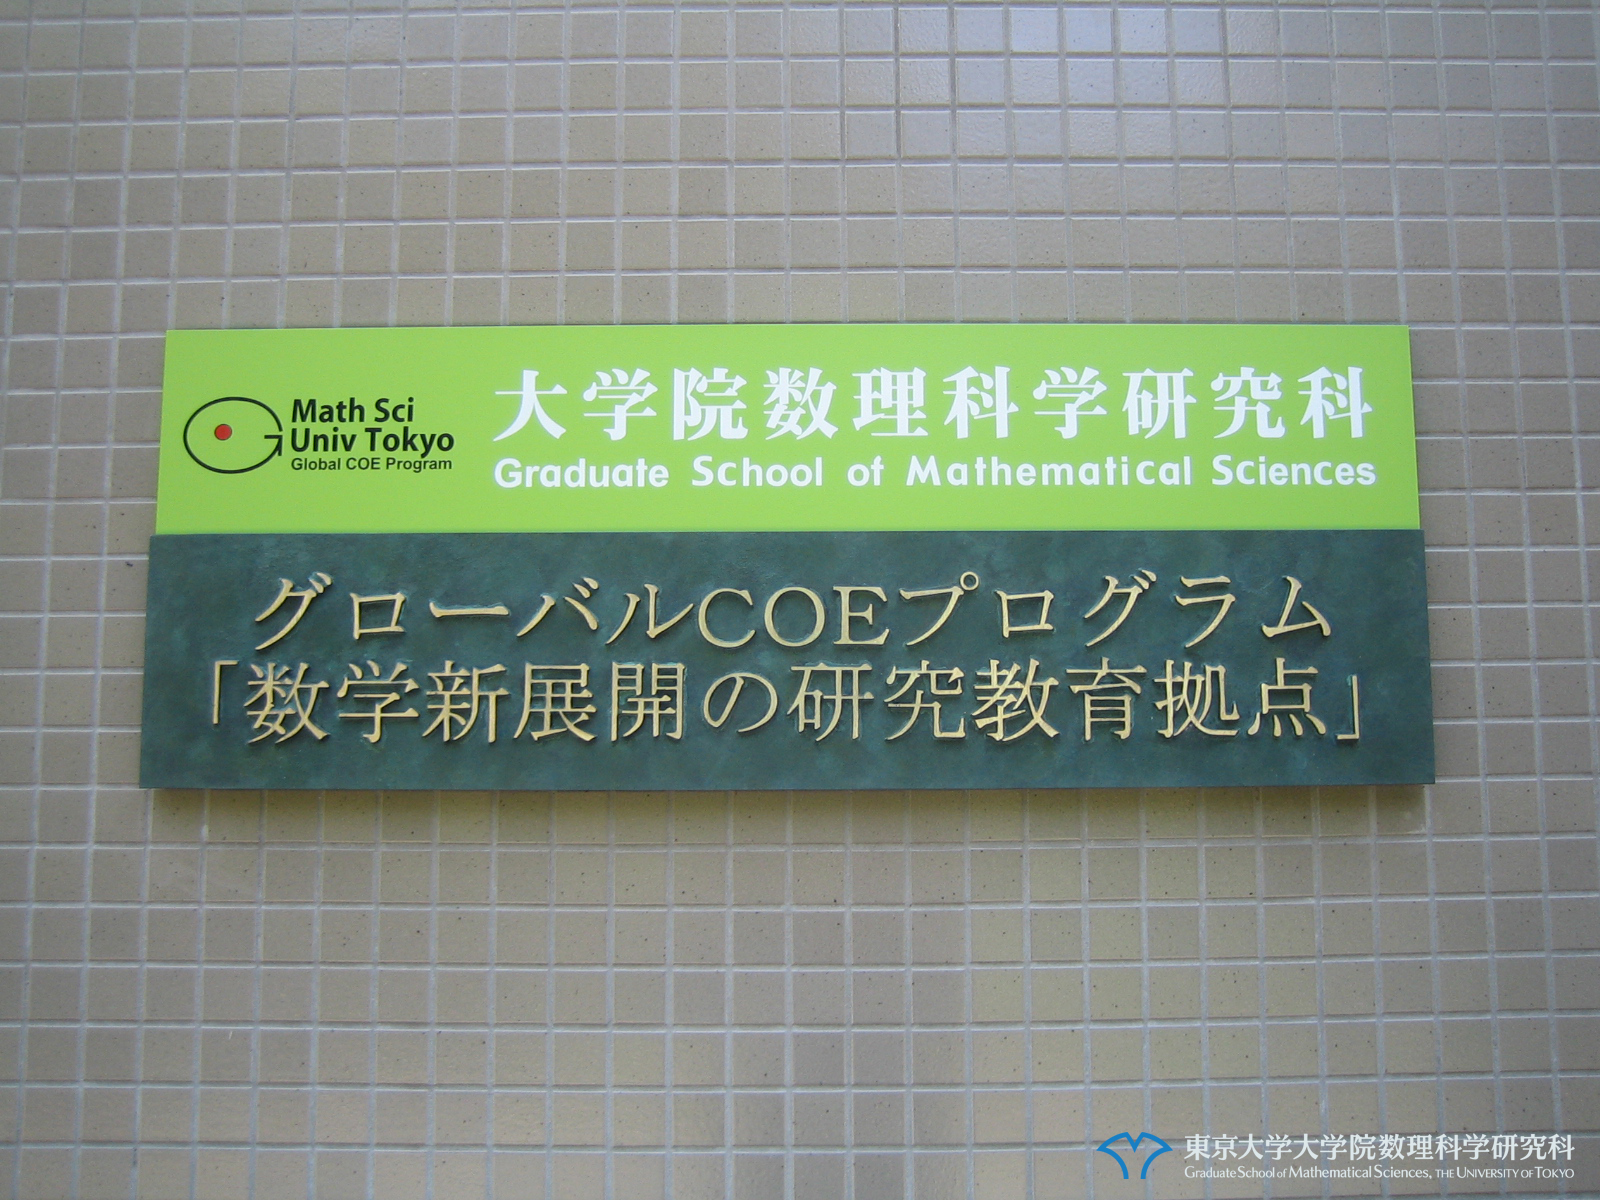 Math Sci
Univ Tokyo
Global COE Program
大学院数理科学研究科
Graduate School of Mathematical Sciences
グローバルCOEプログラム
「数学新展開の研究教育拠点」
東京大学大学院数理科学研究科
Graduate School of Mathematical Sciences, THE UNIVERSITY OF TOKYO